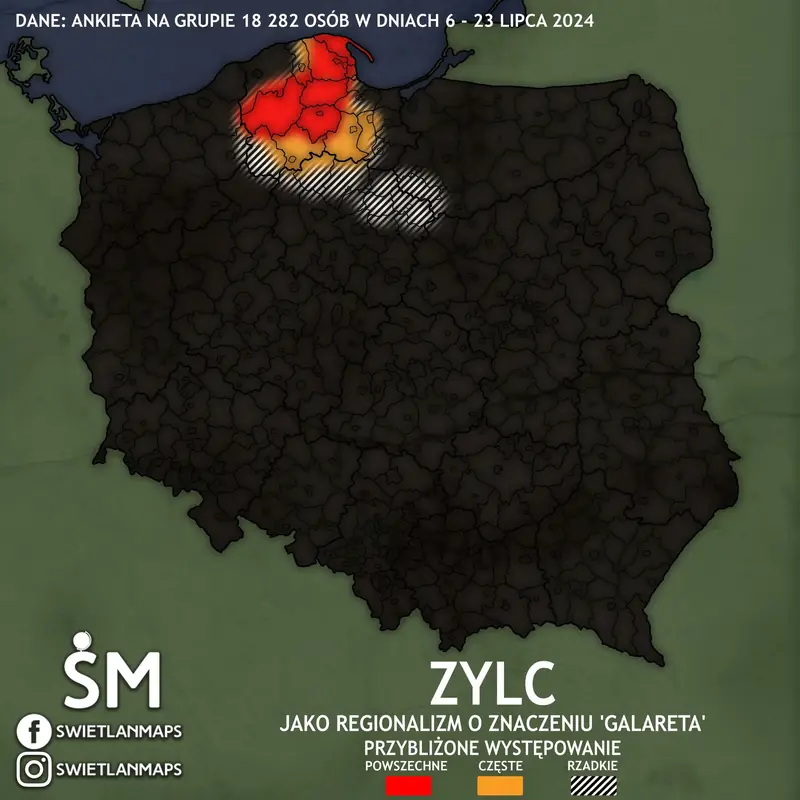 DANE: ANKIETA NA GRUPIE 18 282 OSÓB W DNIACH 6 - 23 LIPCA 2024
ŚM
SWIETLANMAPS
SWIETLANMAPS
ZYLC
JAKO REGIONALIZM O ZNACZENIU 'GALARETA'
PRZYBLIŻONE WYSTĘPOWANIE
POWSZECHNE CZĘSTE RZADKIE